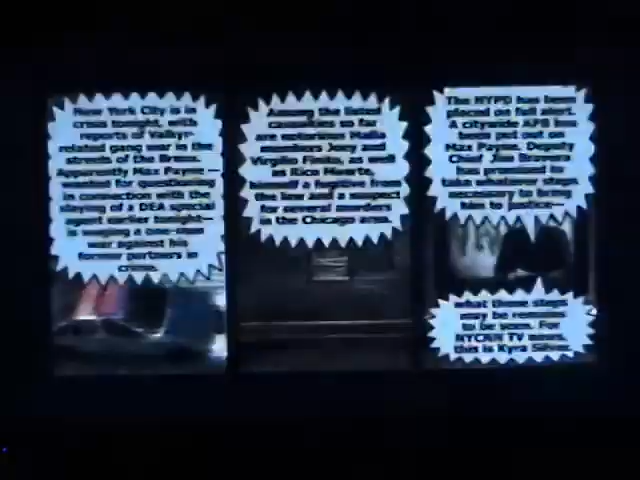 New York City is in
crisis tonight, with
reports of Valkyr-
related gang war in the
streets of the Bronx.
Apparently Max Payne—
wanted for questioning
in connection with the
slaying of a DEA special
agent earlier tonight—
is waging a one-man
war against his
former partners in
crime.
Among the listed
casualties so far
are notorious Mafia
members Joey and
Virgilio Finito, as well
as Rico Muerte,
himself a fugitive from
the law and a suspect
for several murders
in the Chicago area.
The NYPD has been
placed on full alert.
A citywide APB has
been put out on
Max Payne. Deputy
Chief Jim Bravura
has promised to
take whatever steps
necessary to bring
him to justice—
what those steps
may be remains
to be seen. For
NYCNN TV news,
this is Kyra Silver.